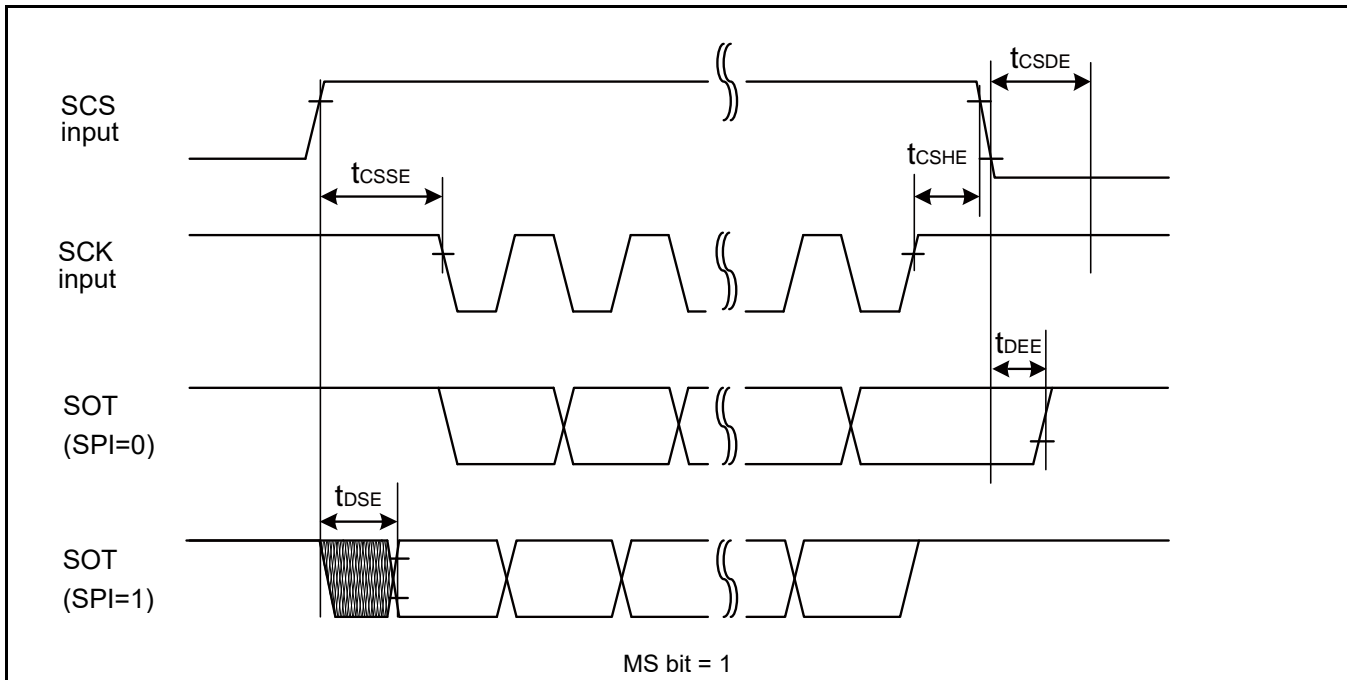 tCSDE
SCS
input
tCSHE
tCSSE
SCK
input
tDEE
SOT
(SPI=0)
tDSE
SOT
(SPI=1)
MS bit = 1